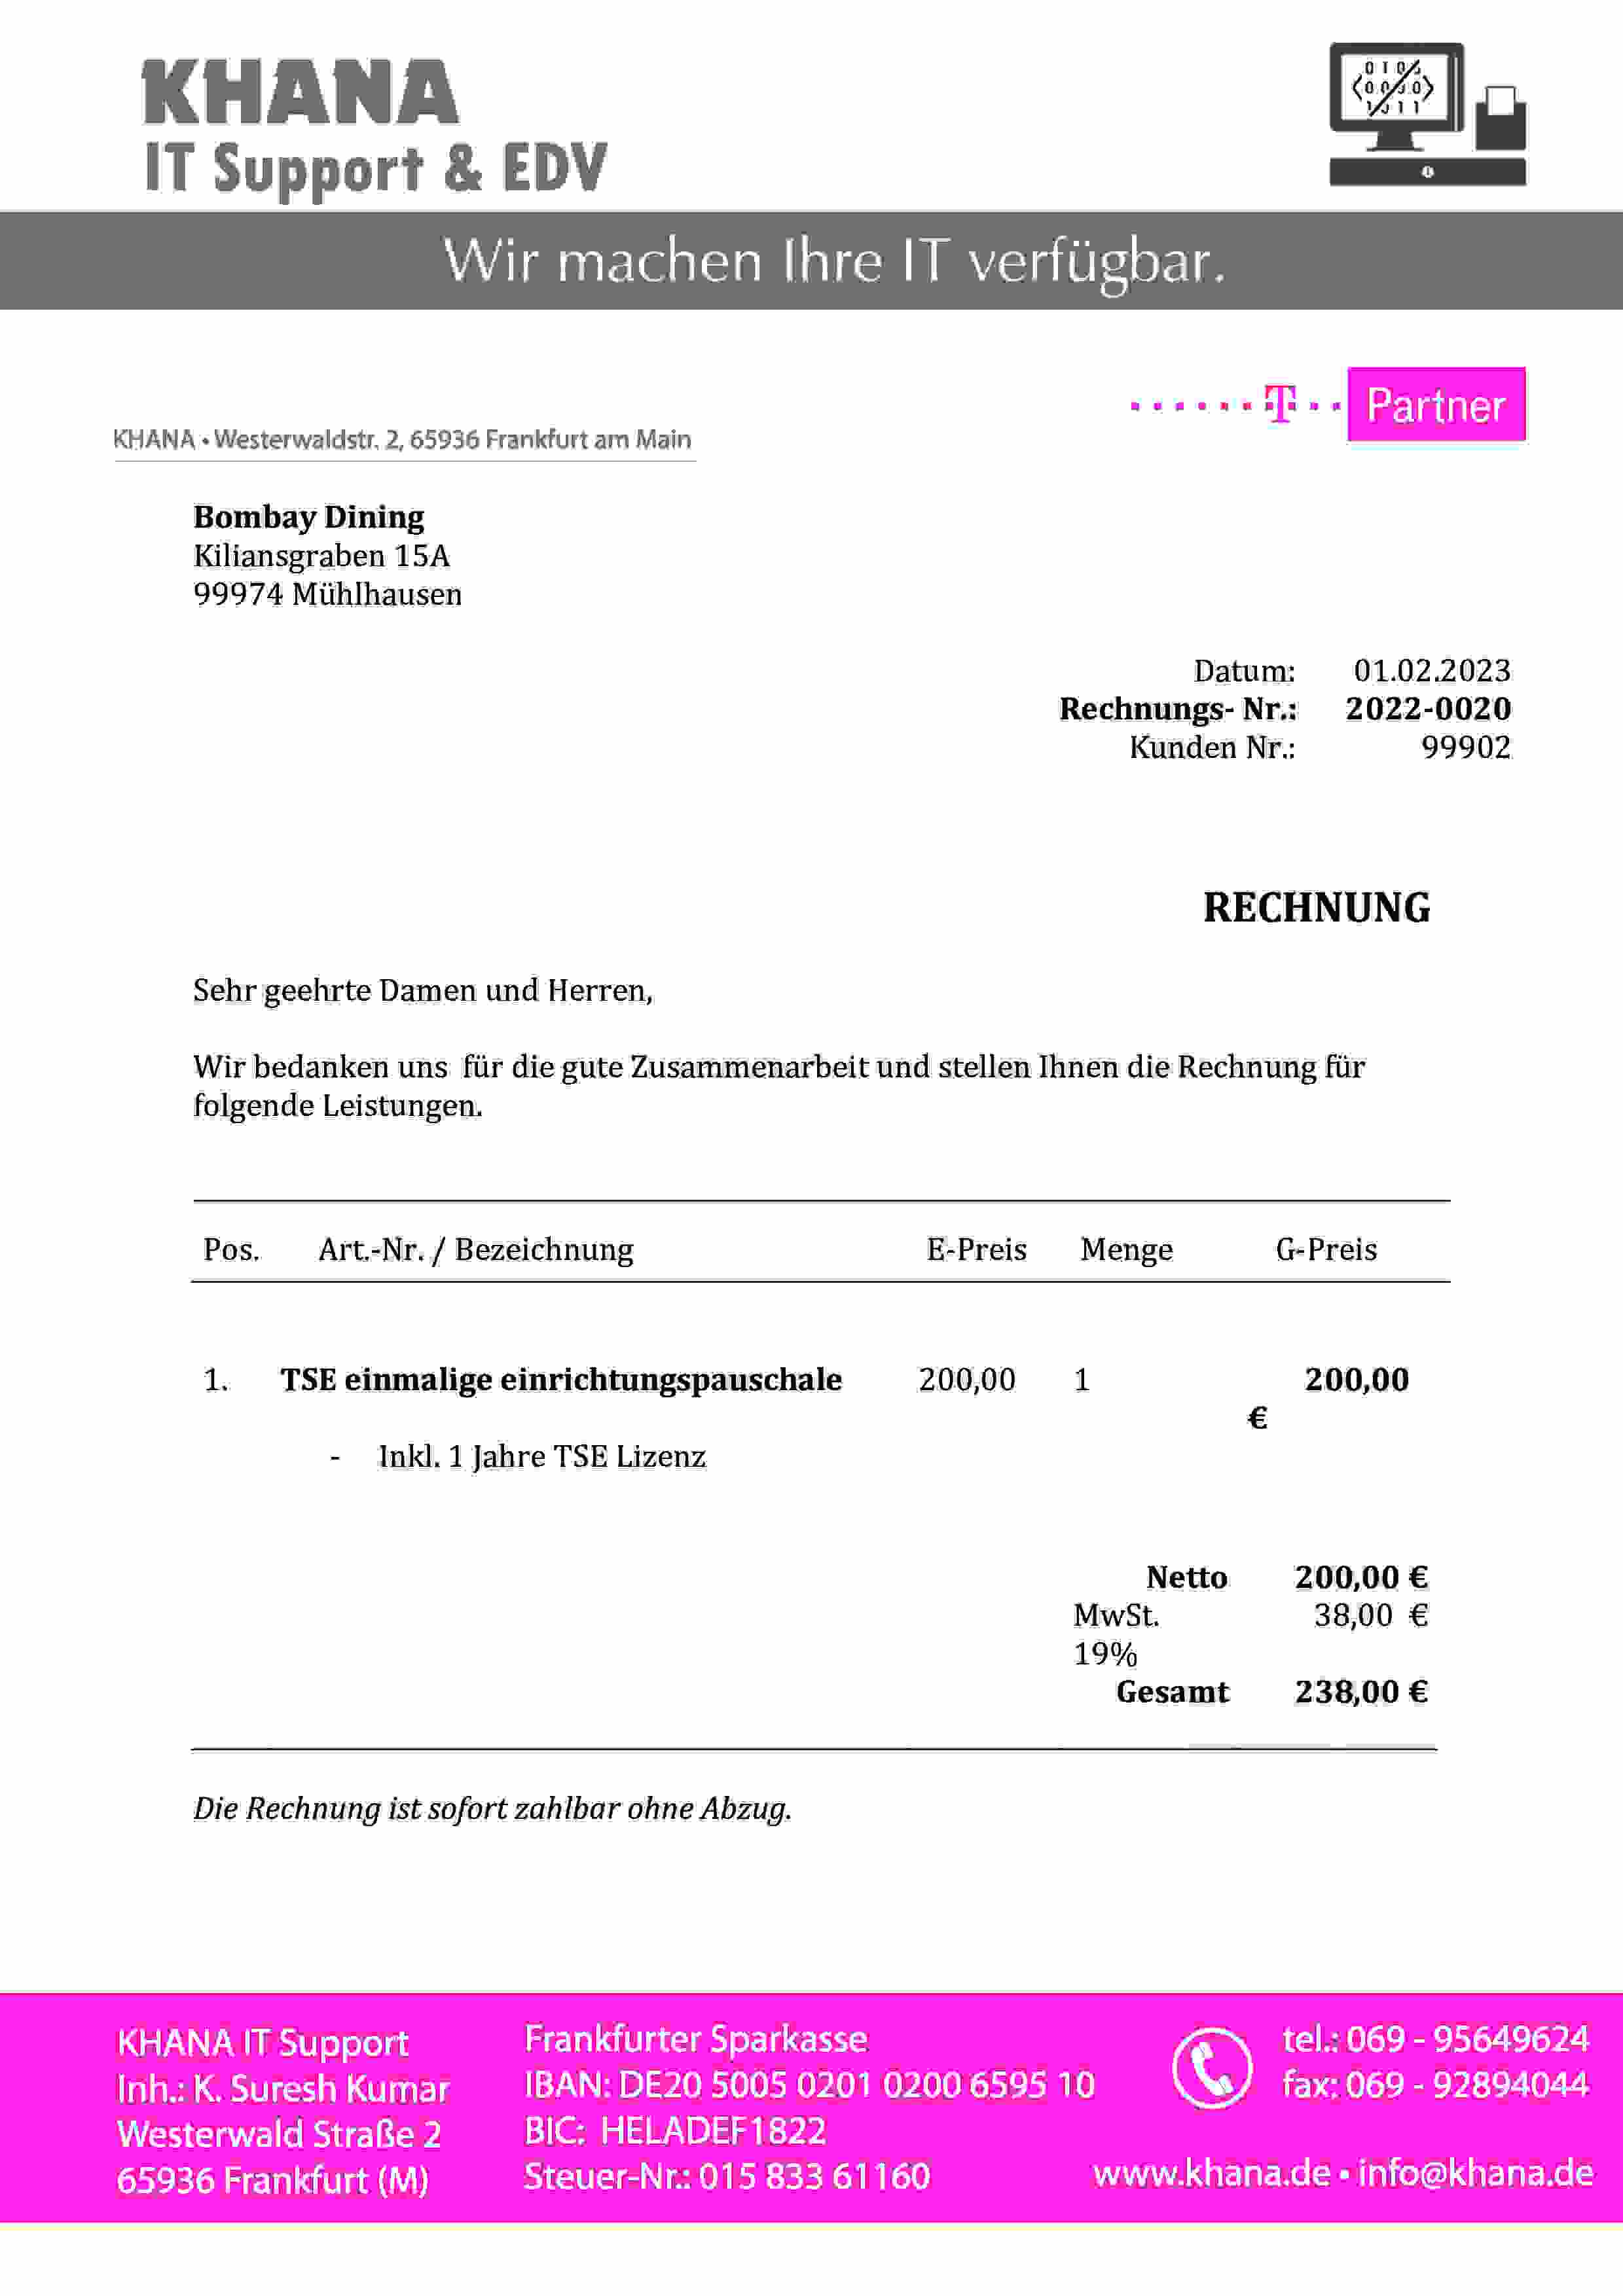 KHANA
IT Support & EDV
Wir machen Ihre IT verfügbar.
T Partner
KHANA • Westerwaldstr. 2, 65936 Frankfurt am Main
Bombay Dining
Kiliansgraben 15A
99974 Mühlhausen
Datum: 01.02.2023
Rechnungs- Nr.: 2022-0020
Kunden Nr.: 99902
RECHNUNG
Sehr geehrte Damen und Herren,
Wir bedanken uns für die gute Zusammenarbeit und stellen Ihnen die Rechnung für
folgende Leistungen.
Pos. Art.-Nr. / Bezeichnung E-Preis Menge G-Preis
1. TSE einmalige einrichtungspauschale 200,00 1 200,00
€
- Inkl. 1 Jahre TSE Lizenz
Netto 200,00 €
MwSt. 38,00 €
19%
Gesamt 238,00 €
Die Rechnung ist sofort zahlbar ohne Abzug.
KHANA IT Support
Inh.: K. Suresh Kumar
Westerwald Straße 2
65936 Frankfurt (M)
Frankfurter Sparkasse
IBAN: DE20 5005 0201 0200 6595 10
BIC: HELADEF1822
Steuer-Nr.: 015 833 61160
tel.: 069 - 95649624
fax: 069 - 92894044
www.khana.de • info@khana.de